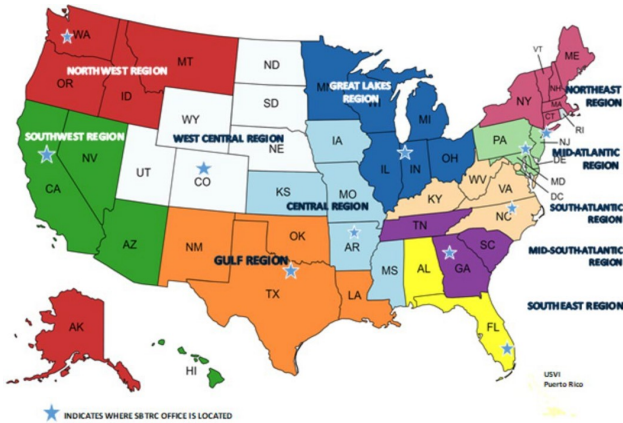 WA
NORTHWEST REGION
MT
OR
ID
ND
SD
WY
NE
WEST CENTRAL REGION
UT
CO
SOUTHWEST REGION
NV
CA
AZ
GREAT LAKES
REGION
MN
WI
MI
IL
IN
OH
IA
KS
MO
CENTRAL REGION
AR
MS
NM
OK
GULF REGION
TX
LA
TN
SC
GA
AL
FL
KY
WV
VA
NC
PA
NY
VT
ME
NH
MA
CT
RI
NJ
DE
MD
DC
NORTHEAST
REGION
MID-ATLANTIC
REGION
SOUTH-ATLANTIC
REGION
MID-SOUTH-ATLANTIC
REGION
SOUTHEAST REGION
AK
HI
USVI
Puerto Rico
INDICATES WHERE SBTRC OFFICE IS LOCATED